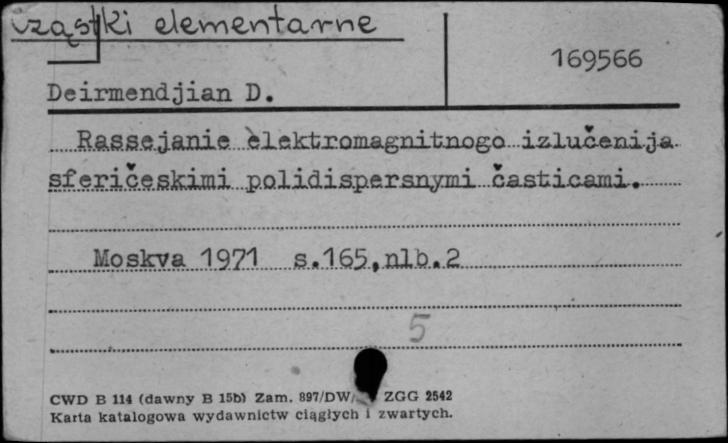 cząstki elementarne
169566
Deirmendjian D.
Rassejanie èlektromagnitnogo izlučenija
sferičeskimi polidispersnymi časticami.
Moskva 1971 s.165,nlb.2
5
CWD B 114 (dawny B 15b) Zam. 897/DW/ ZGG 2542
Karta katalogowa wydawnictw ciągłych i zwartych.